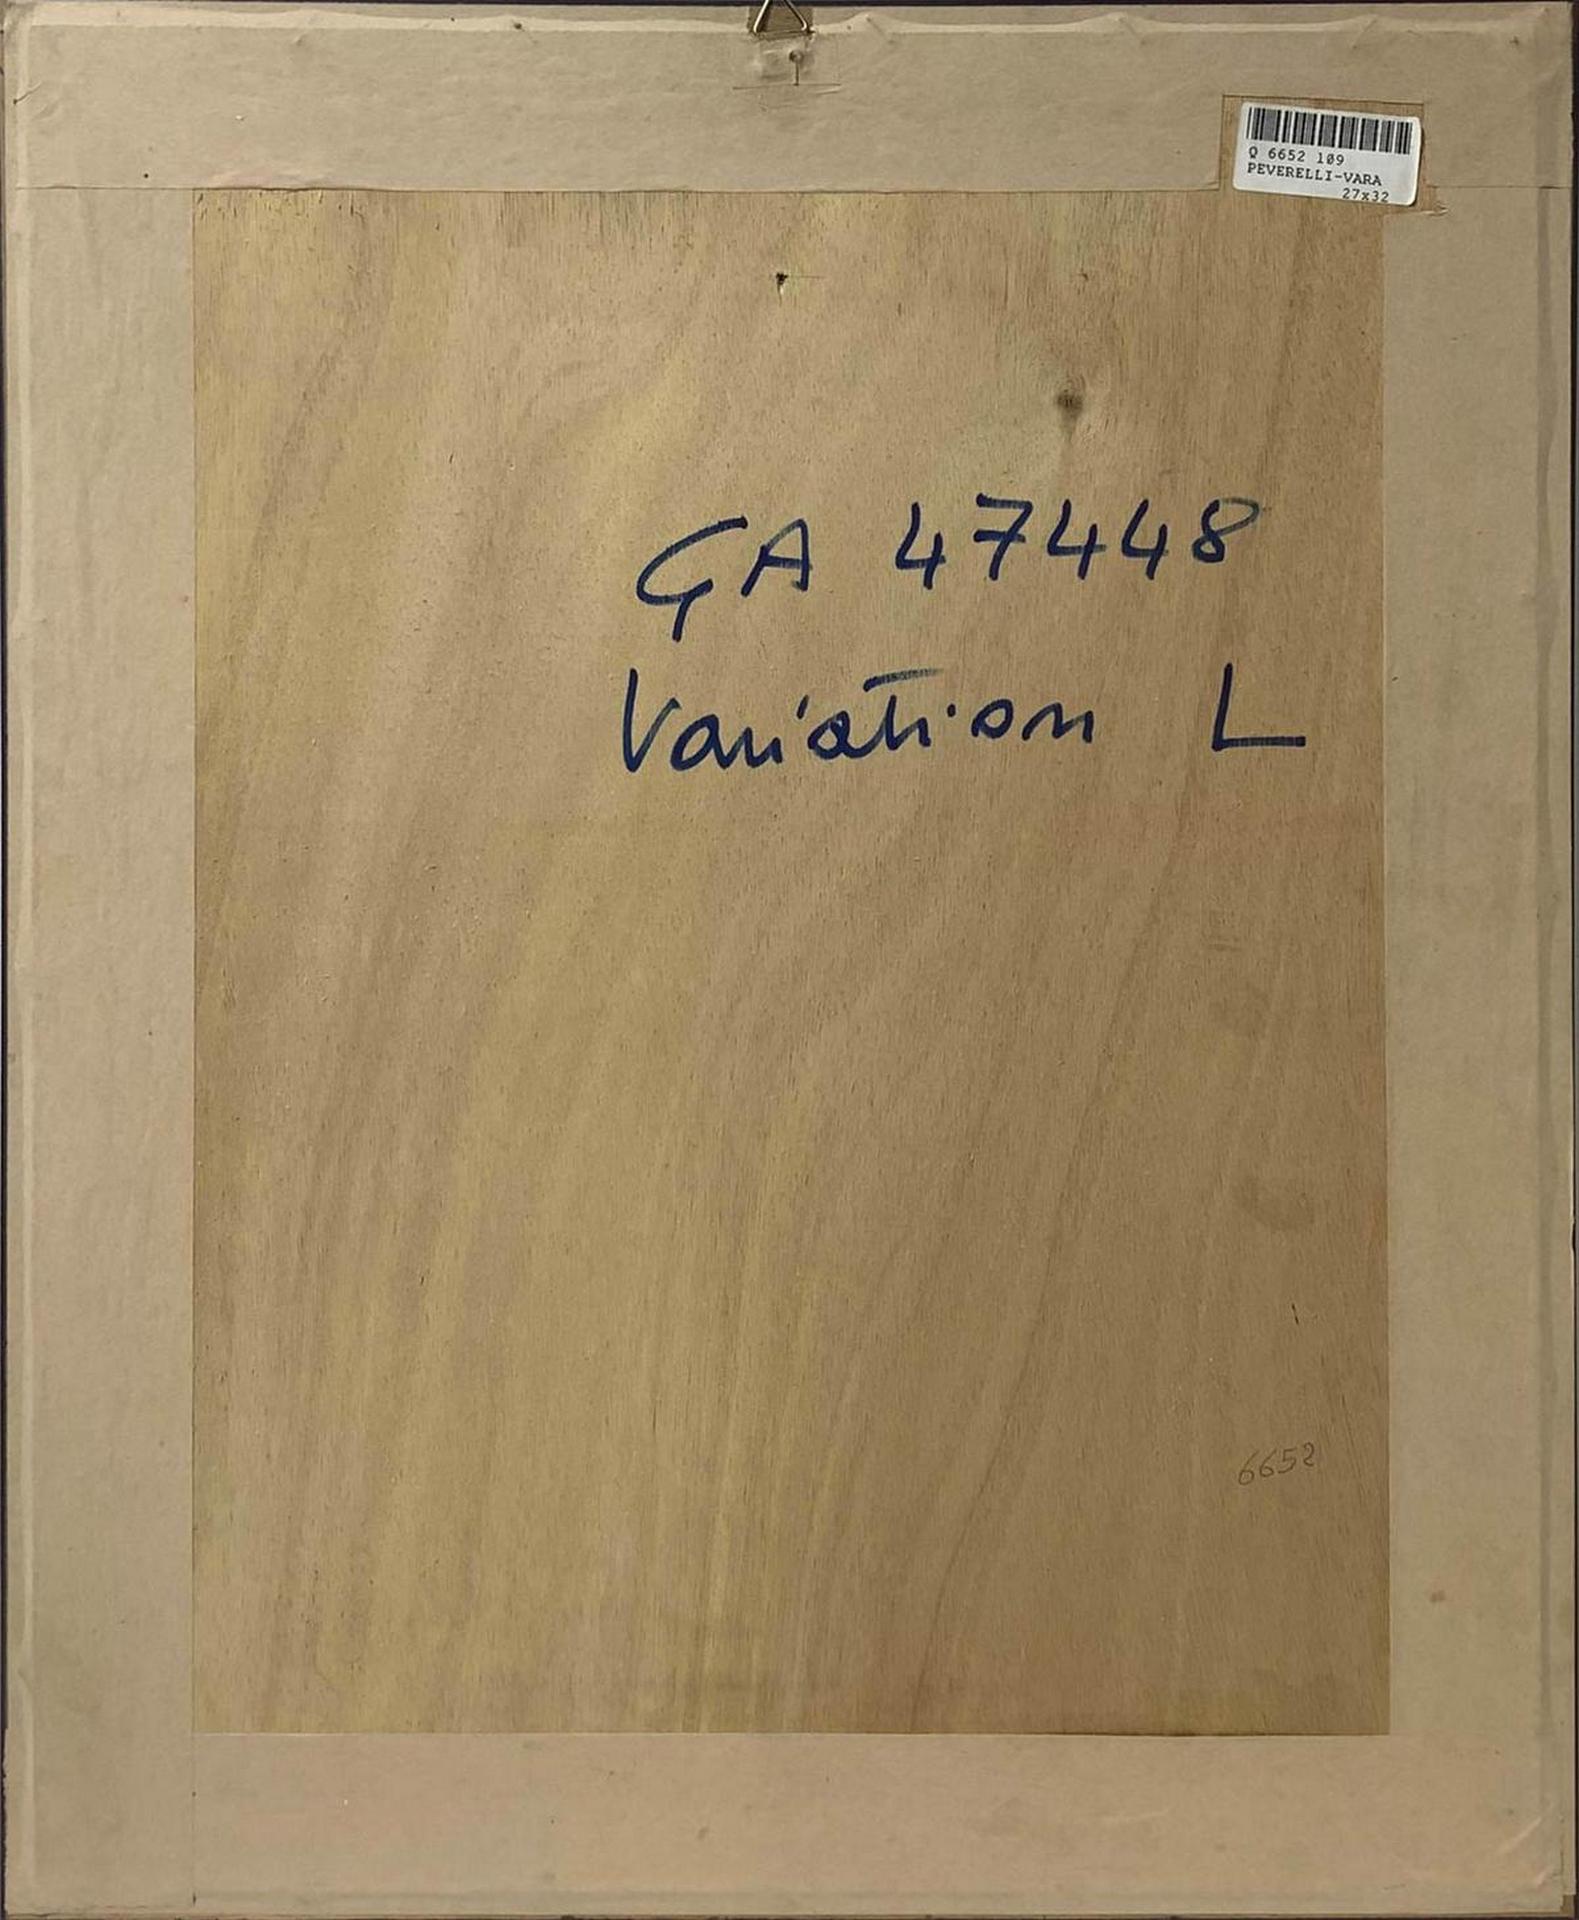 Q 6652 109
PEVERELLI-VARA
27x32
GA 47448
Variation L
6652